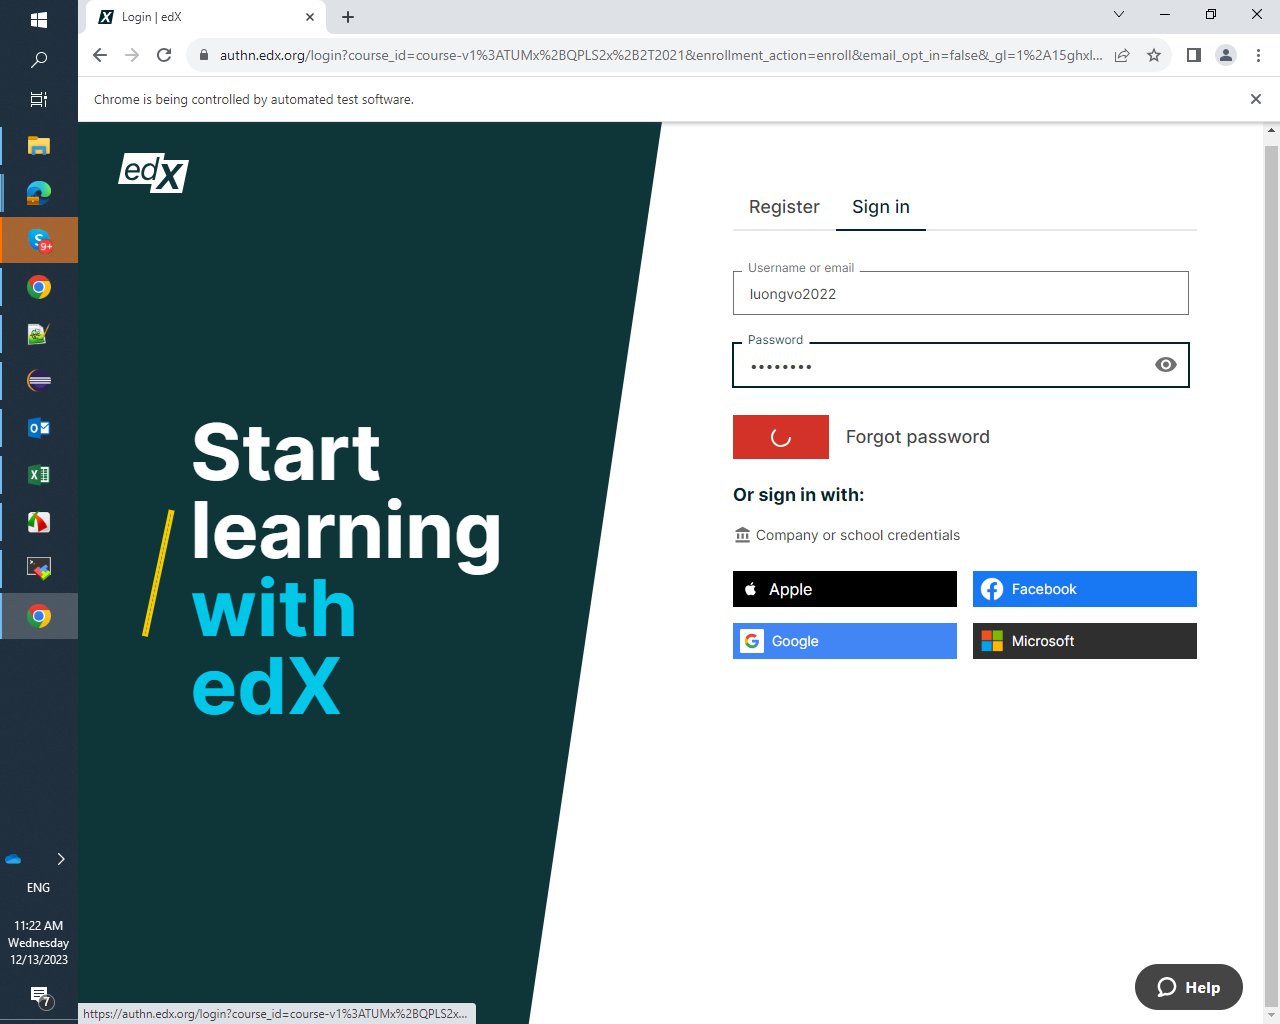 Login | edX
authn.edx.org/login?course_id=course-v1%3ATUMx%2BQPLS2x%2B2T2021&enrollment_action=enroll&email_opt_in=false&_gl=1%2A15ghxl...
Chrome is being controlled by automated test software.
edX
Register
Sign in
Username or email
luongvo2022
Password
Forgot password
Or sign in with:
Company or school credentials
Apple
Facebook
Google
Microsoft
Start
learning
with
edX
9+
ENG
11:22 AM
Wednesday
12/13/2023
7
Help
https://authn.edx.org/login?course_id=course-v1%3ATUMx%2BQPLS2x...